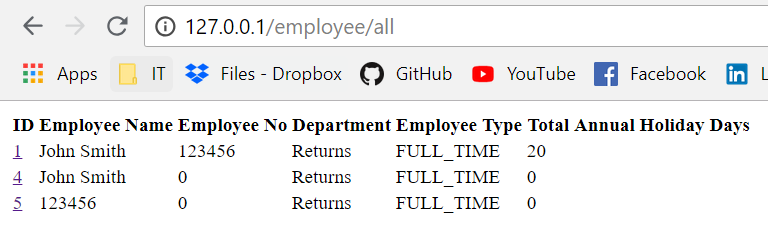 127.0.0.1/employee/all
Apps IT Files - Dropbox GitHub YouTube Facebook in L
ID Employee Name Employee No Department Employee Type Total Annual Holiday Days
1 John Smith 123456 Returns FULL_TIME 20
4 John Smith 0 Returns FULL_TIME 0
5 123456 0 Returns FULL_TIME 0